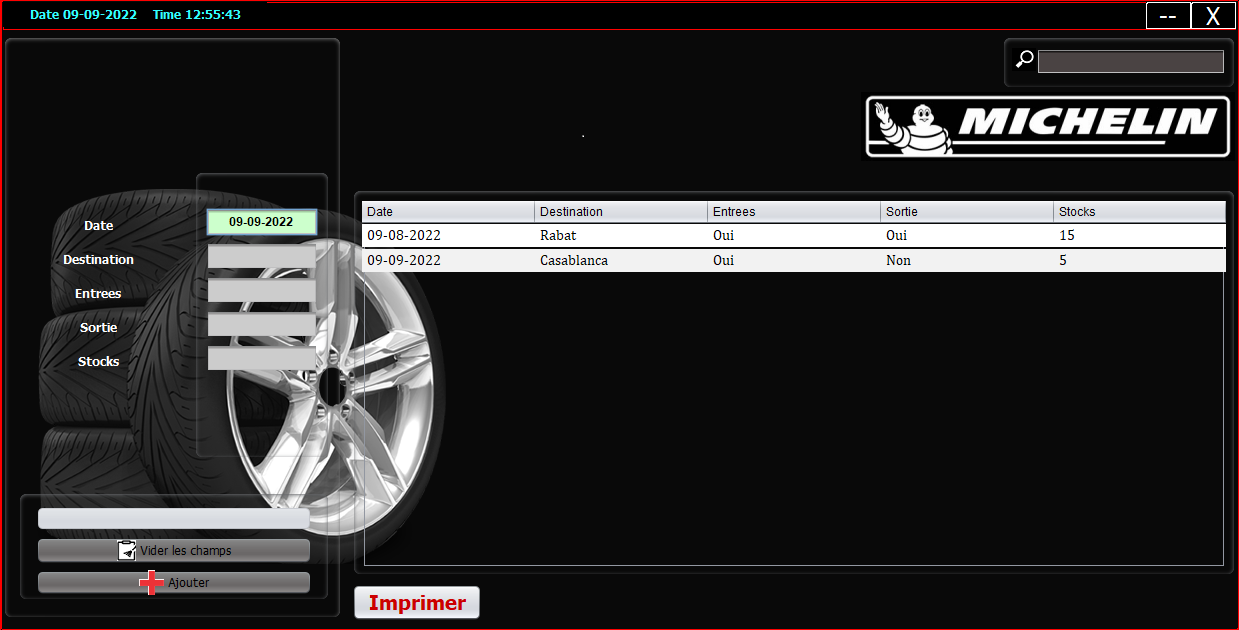 Date 09-09-2022 Time 12:55:43 -- X
MICHELIN
Date 09-09-2022
Destination
Entrees
Sortie
Stocks
Date Destination Entrees Sortie Stocks
09-08-2022 Rabat Oui Oui 15
09-09-2022 Casablanca Oui Non 5
Vider les champs
Ajouter
Imprimer